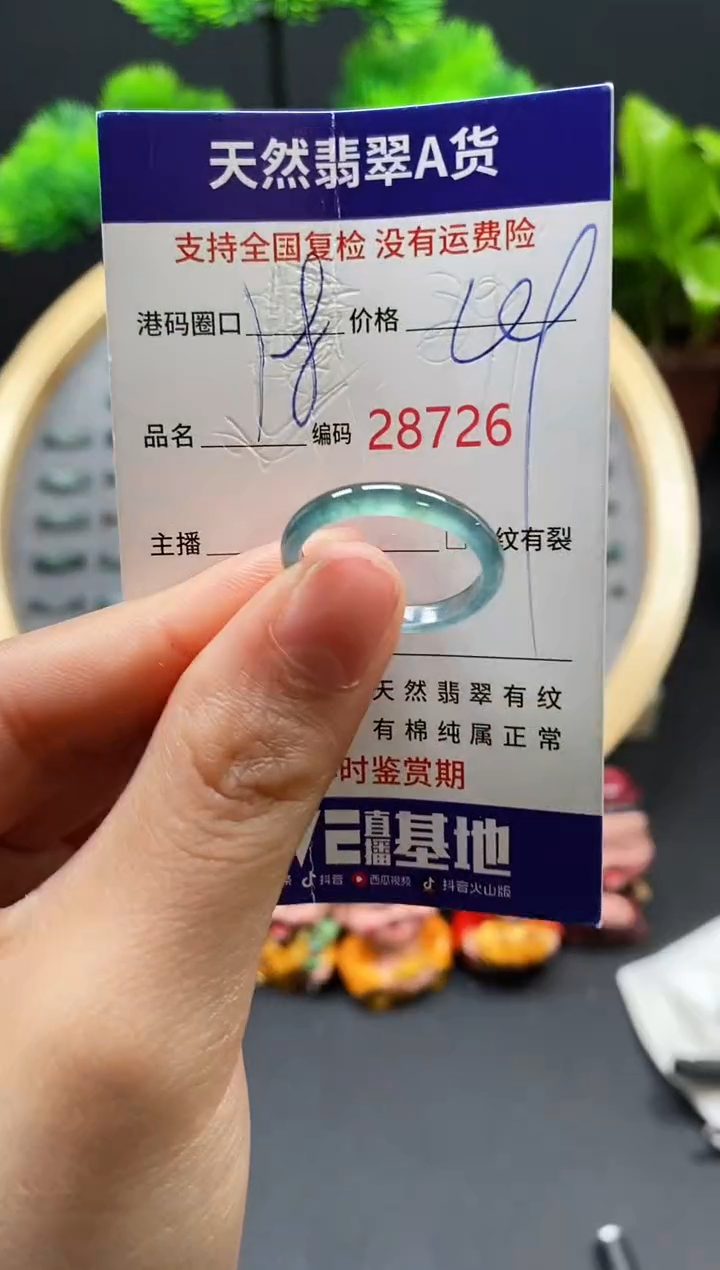 天然翡翠A货
支持全国复检 没有运费险
港码圈口 价格
品名 编码 28726
主播 纹有裂
天然翡翠有纹
有棉纯属正常
时鉴赏期
直播基地
抖音 西瓜视频 抖音火山版